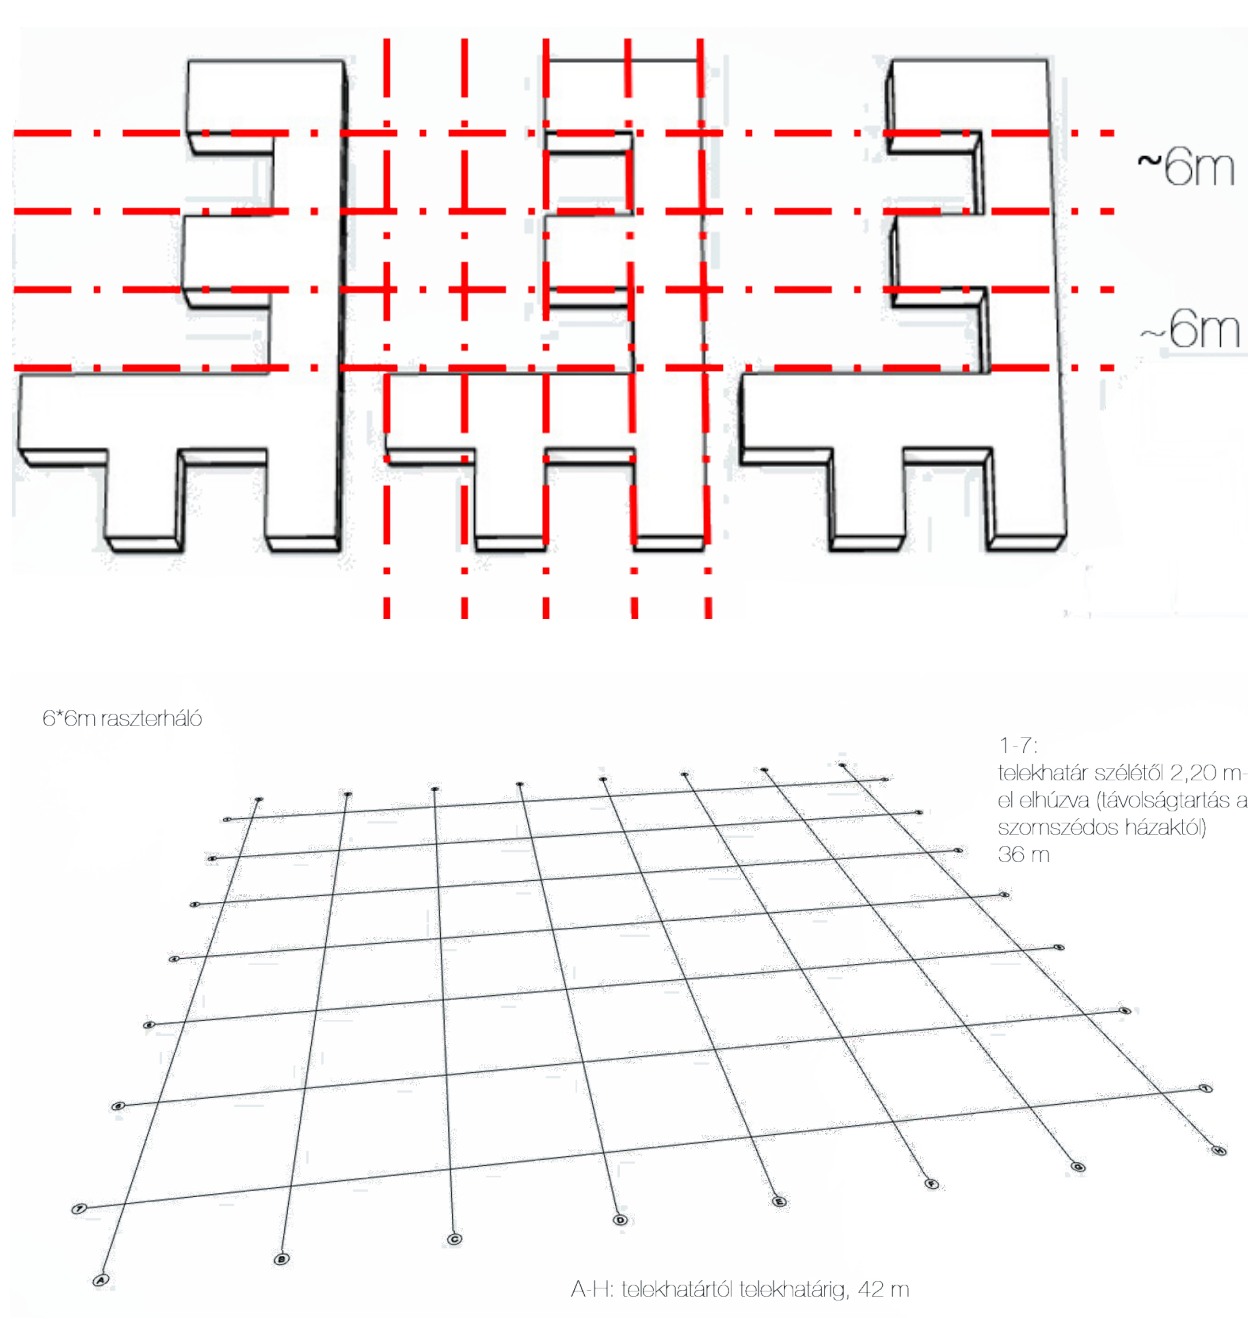 ~6m
~6m
6*6m raszterháló
1-7:
telekhatár szélétől 2,20 m-
el elhúzva (távolságtartás a
szomszédos házaktól)
36 m
7
A
B
C
D
E
F
G
H
A-H: telekhatártól telekhatárig, 42 m